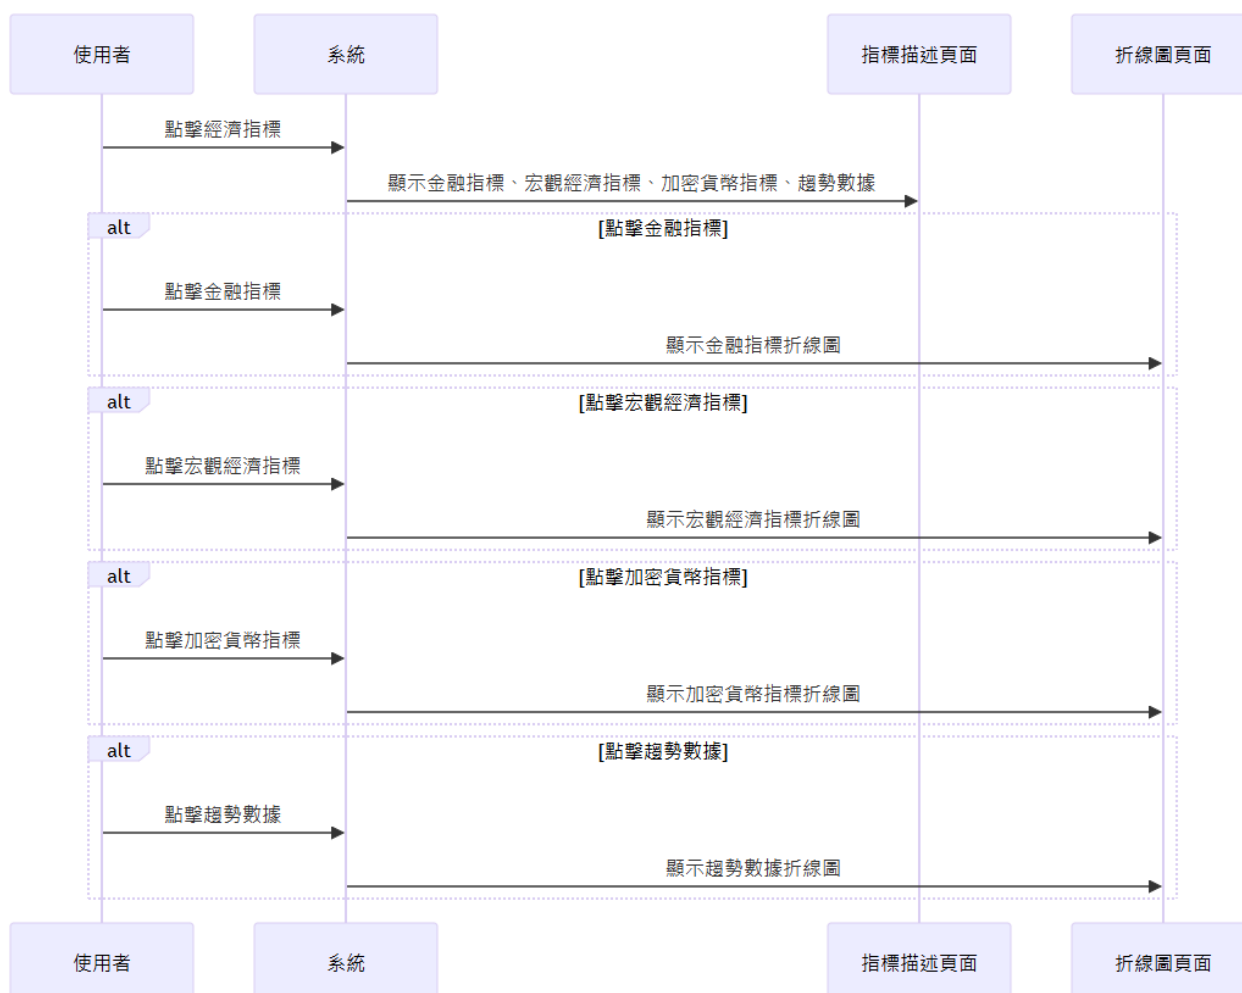 使用者
系統
指標描述頁面
折線圖頁面
點擊經濟指標
顯示金融指標、宏觀經濟指標、加密貨幣指標、趨勢數據
alt
[點擊金融指標]
點擊金融指標
顯示金融指標折線圖
alt
[點擊宏觀經濟指標]
點擊宏觀經濟指標
顯示宏觀經濟指標折線圖
alt
[點擊加密貨幣指標]
點擊加密貨幣指標
顯示加密貨幣指標折線圖
alt
[點擊趨勢數據]
點擊趨勢數據
顯示趨勢數據折線圖
使用者
系統
指標描述頁面
折線圖頁面